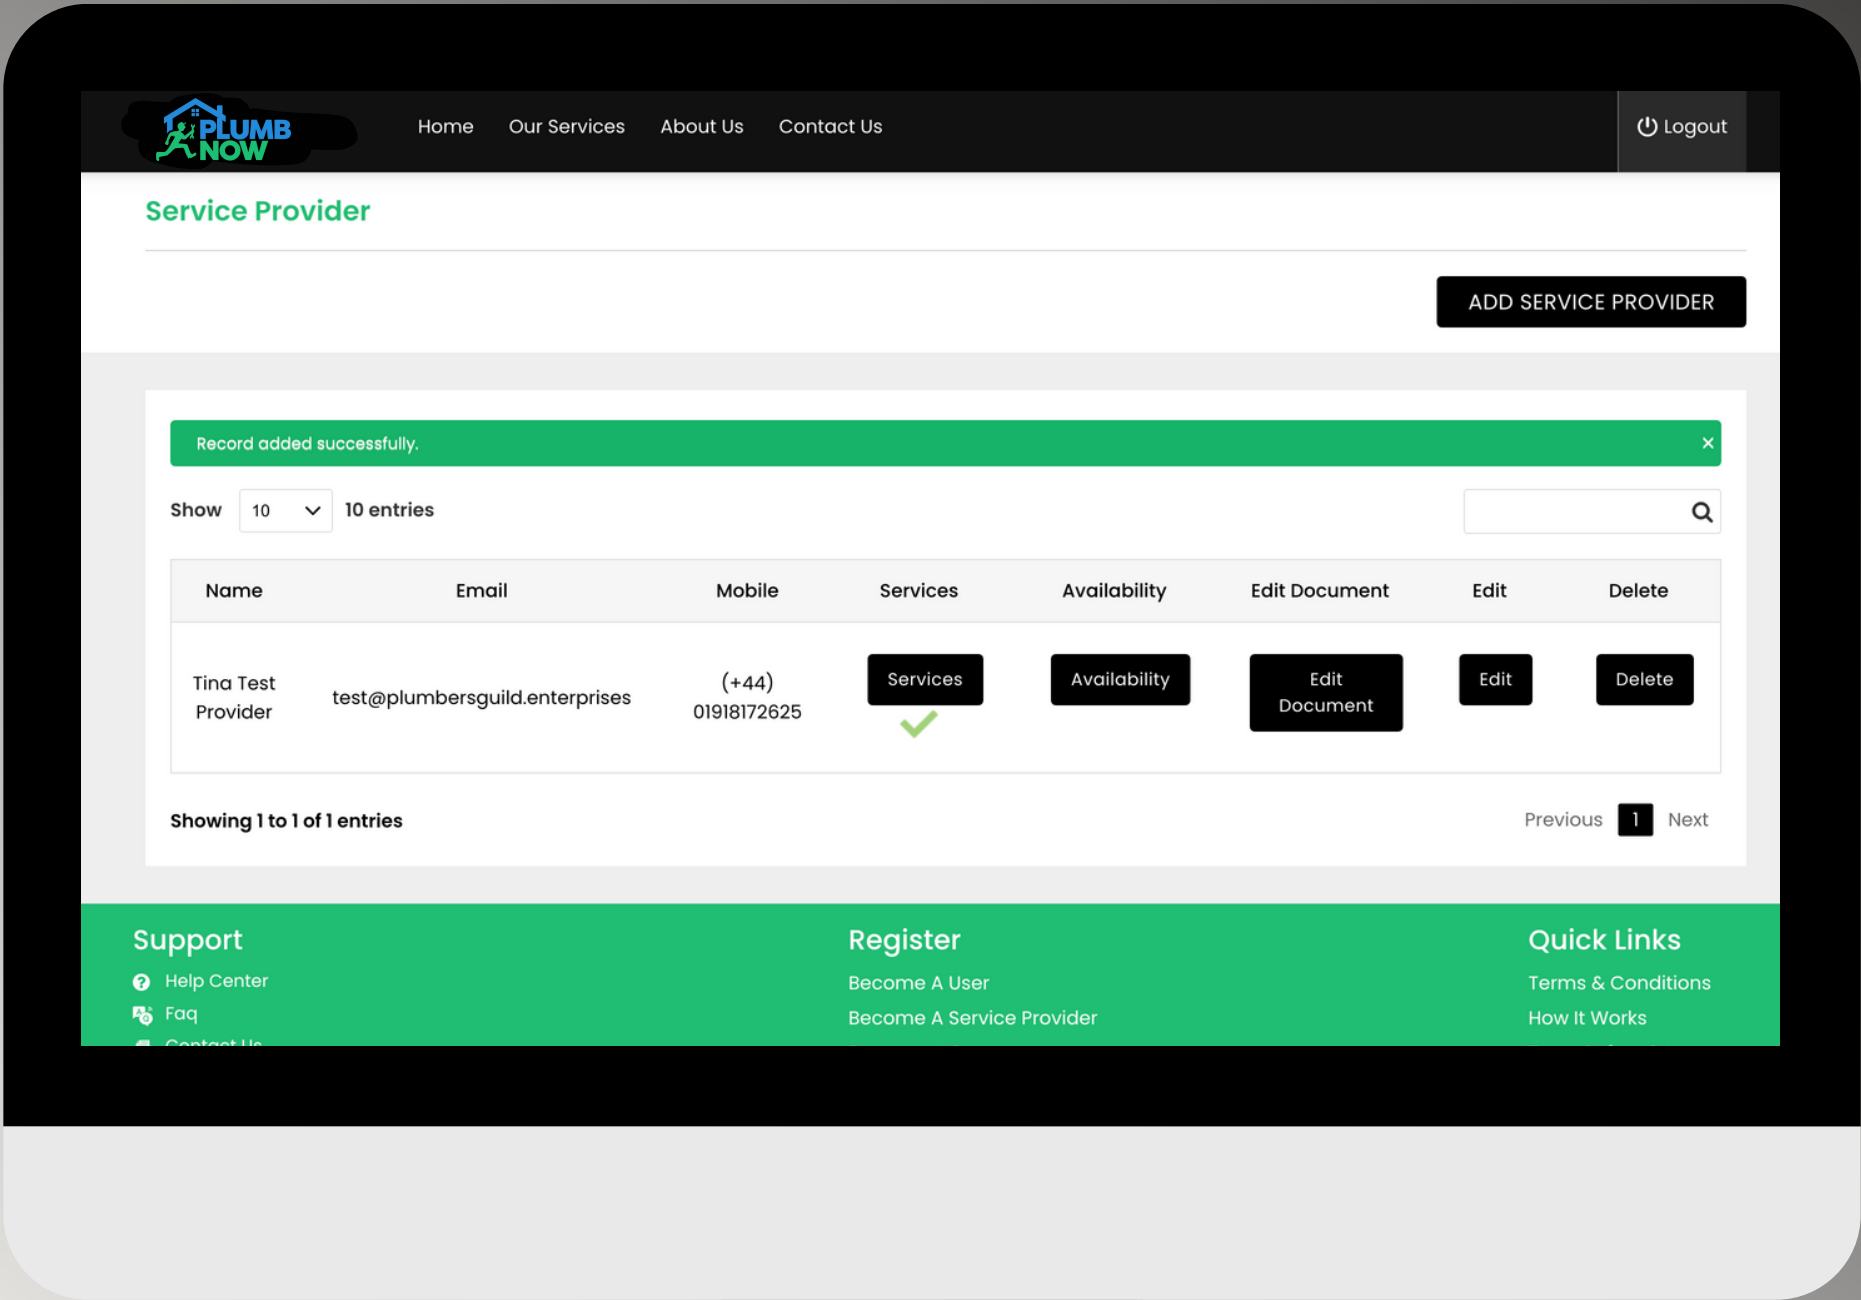 PLUMB
NOW
Home Our Services About Us Contact Us Logout
Service Provider
ADD SERVICE PROVIDER
Record added successfully. ×
Show 10 10 entries
Name Email Mobile Services Availability Edit Document Edit Delete
Tina Test
Provider
test@plumbersguild.enterprises
(+44)
01918172625
Services
Availability
Edit
Document
Edit
Delete
Showing 1 to 1 of 1 entries
Previous 1 Next
Support
Help Center
Faq
Contact Us
Register
Become A User
Become A Service Provider
Quick Links
Terms & Conditions
How It Works